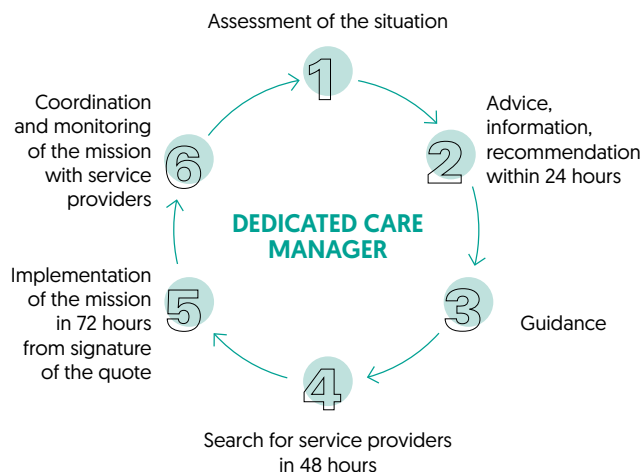 Assessment of the situation
1
2
Advice,
information,
recommendation
within 24 hours
3
Guidance
4
Search for service providers
in 48 hours
5
Implementation
of the mission
in 72 hours
from signature
of the quote
6
Coordination
and monitoring
of the mission
with service
providers
DEDICATED CARE
MANAGER